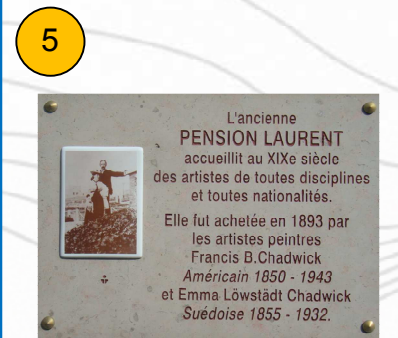 5
L'ancienne
PENSION LAURENT
accueillit au XIXe siècle
des artistes de toutes disciplines
et toutes nationalités.
Elle fut achetée en 1893 par
les artistes peintres
Francis B.Chadwick
Américain 1850 - 1943
et Emma Löwstädt Chadwick
Suédoise 1855 - 1932.